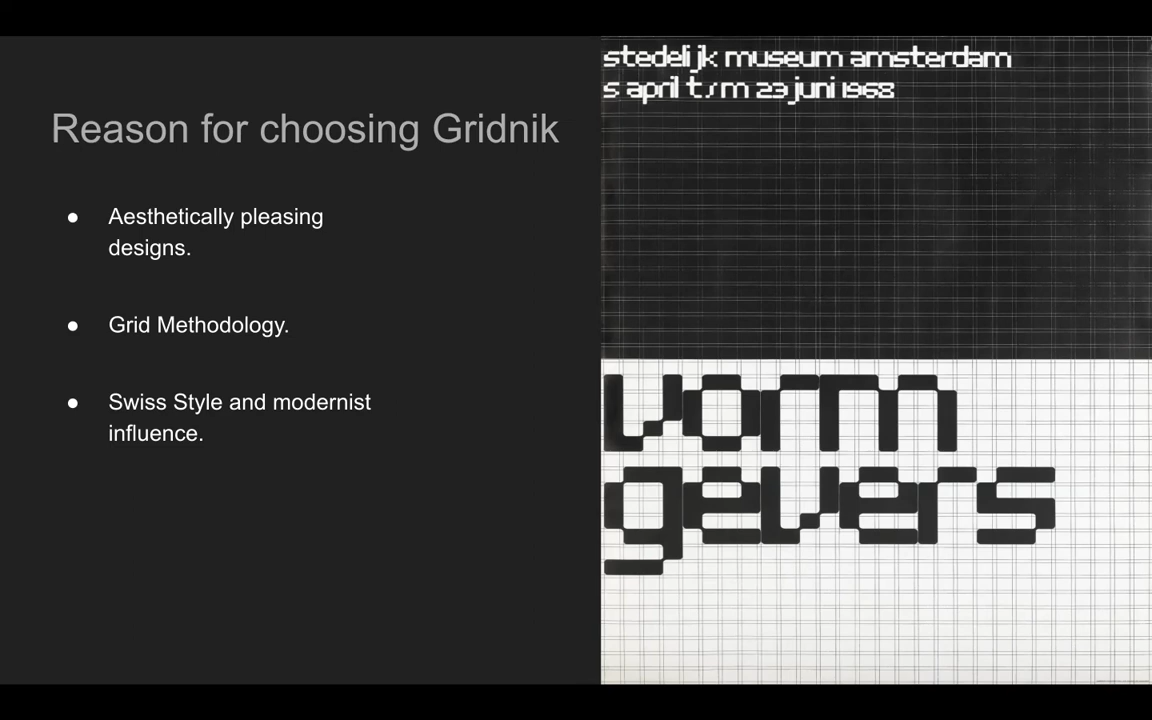 Reason for choosing Gridnik
● Aesthetically pleasing
designs.
● Grid Methodology.
● Swiss Style and modernist
influence.
stedelijk museum amsterdam
5 april t/m 23 juni 1968
vorm
gevers